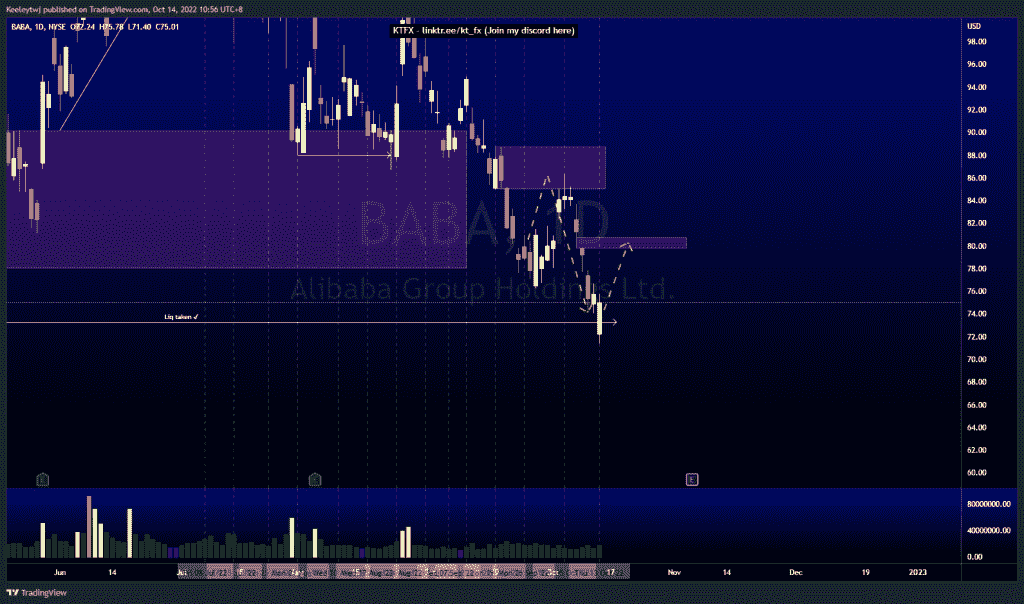 Keeleytwj published on TradingView.com, Oct 14, 2022 10:56 UTC+8
BABA, 1D, NYSE O72.24 H75.78 L71.40 C75.01
KTFX - linktr.ee/kt_fx (Join my discord here)
USD
98.00
96.00
94.00
92.00
90.00
88.00
86.00
84.00
82.00
80.00
78.00
76.00
74.00
72.00
70.00
68.00
66.00
64.00
62.00
60.00
BABA, 1D
Alibaba Group Holdings Ltd.
Liq taken ✓
E
E
E
80000000.00
40000000.00
0.00
Jun 14 17 Nov 14 Dec 19 2023
TradingView